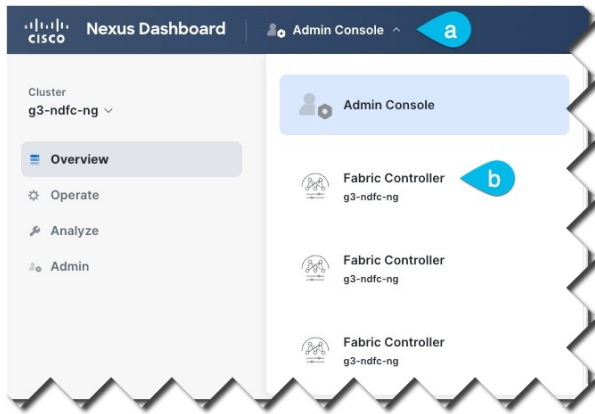 CISCO Nexus Dashboard Admin Console a
Cluster
g3-ndfc-ng
Overview
Operate
Analyze
Admin
Admin Console
Fabric Controller b
g3-ndfc-ng
Fabric Controller
g3-ndfc-ng
Fabric Controller
g3-ndfc-ng